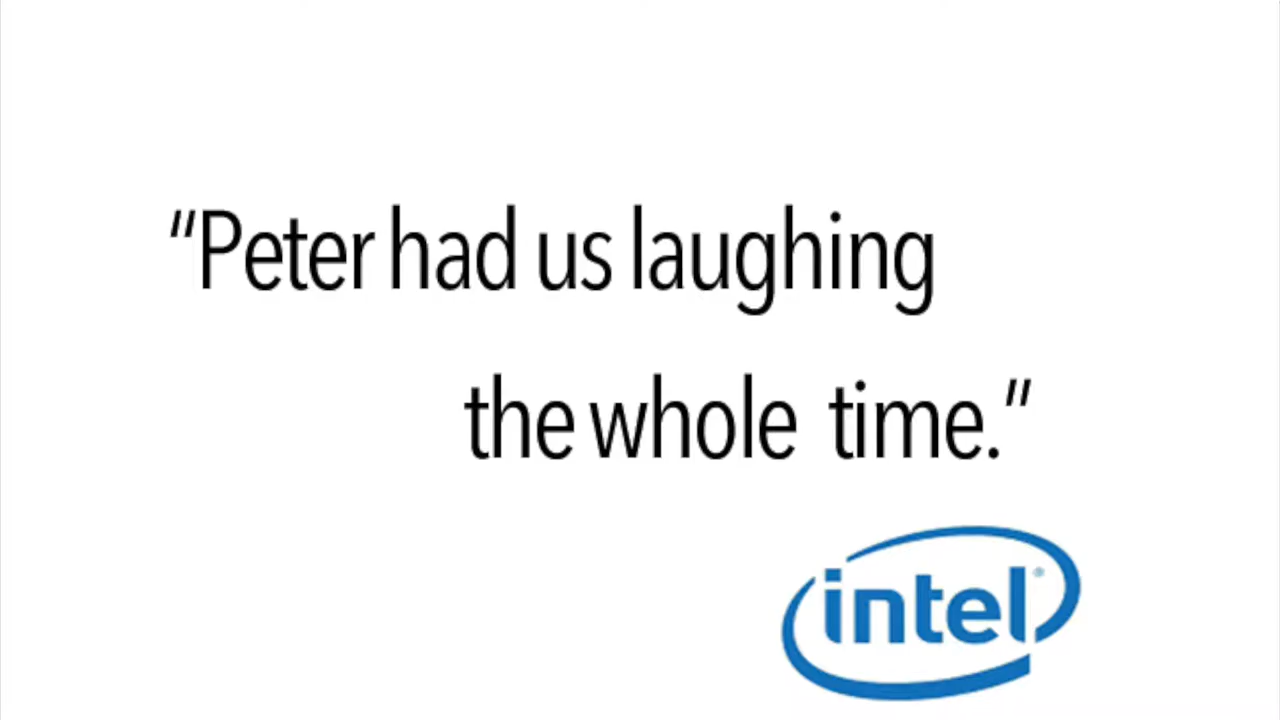 “Peter had us laughing
the whole time.”
intel®